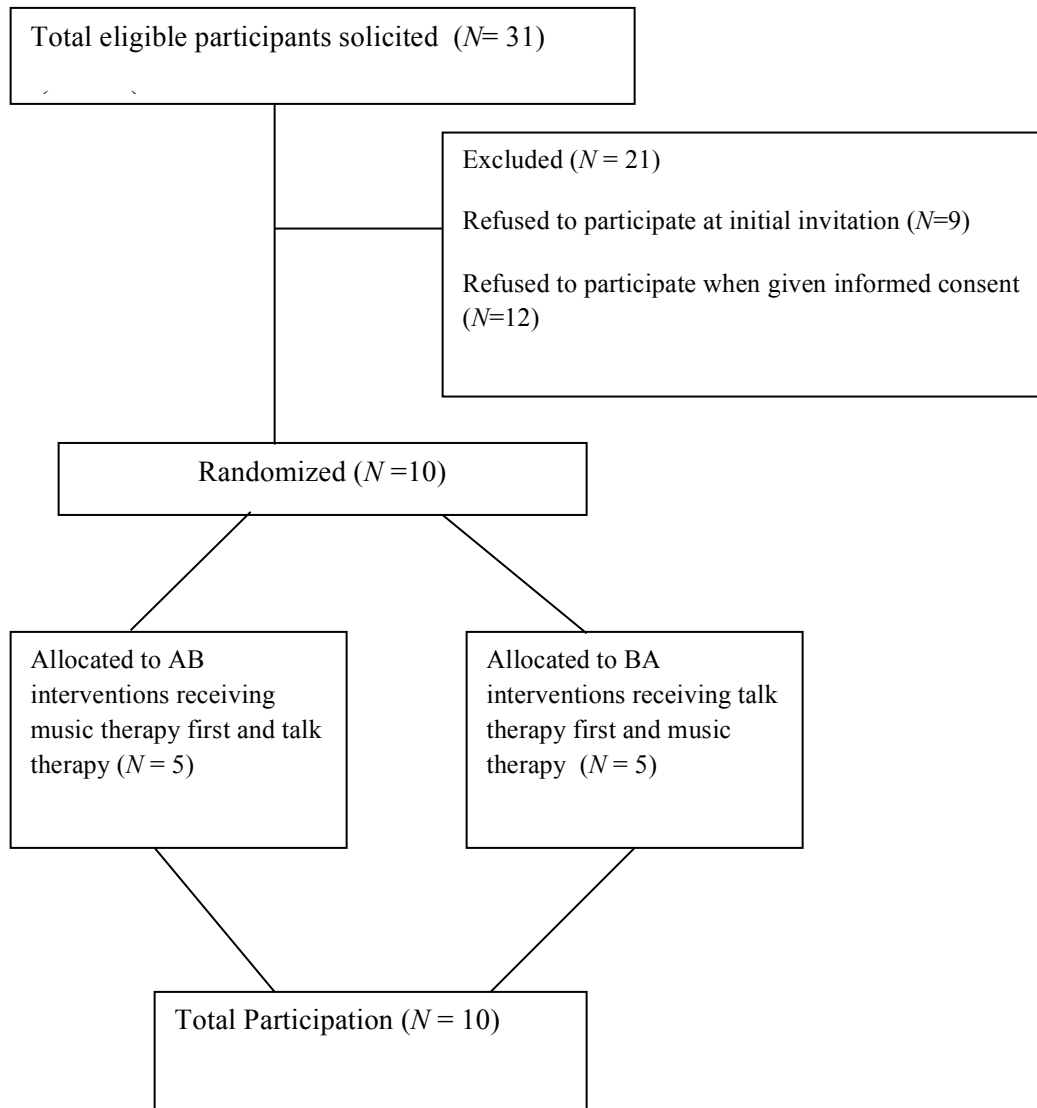 Total eligible participants solicited (N= 31)
Excluded (N = 21)
Refused to participate at initial invitation (N=9)
Refused to participate when given informed consent
(N=12)
Randomized (N =10)
Allocated to AB
interventions receiving
music therapy first and talk
therapy (N = 5)
Allocated to BA
interventions receiving talk
therapy first and music
therapy (N = 5)
Total Participation (N = 10)